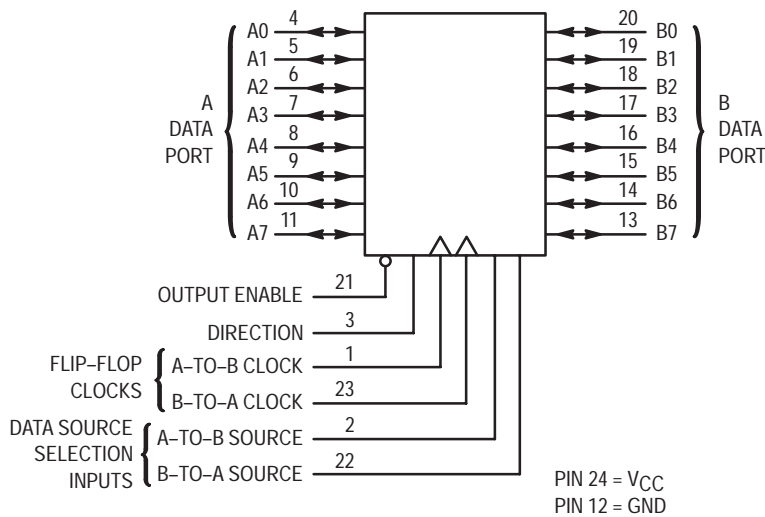 A0 4 20 B0
A1 5 19 B1
A2 6 18 B2
A3 7 17 B3
A4 8 16 B4
A5 9 15 B5
A6 10 14 B6
A7 11 13 B7
A
DATA
PORT
B
DATA
PORT
OUTPUT ENABLE 21
DIRECTION 3
FLIP–FLOP
CLOCKS
A–TO–B CLOCK 1
B–TO–A CLOCK 23
DATA SOURCE
SELECTION
INPUTS
A–TO–B SOURCE 2
B–TO–A SOURCE 22
PIN 24 = VCC
PIN 12 = GND